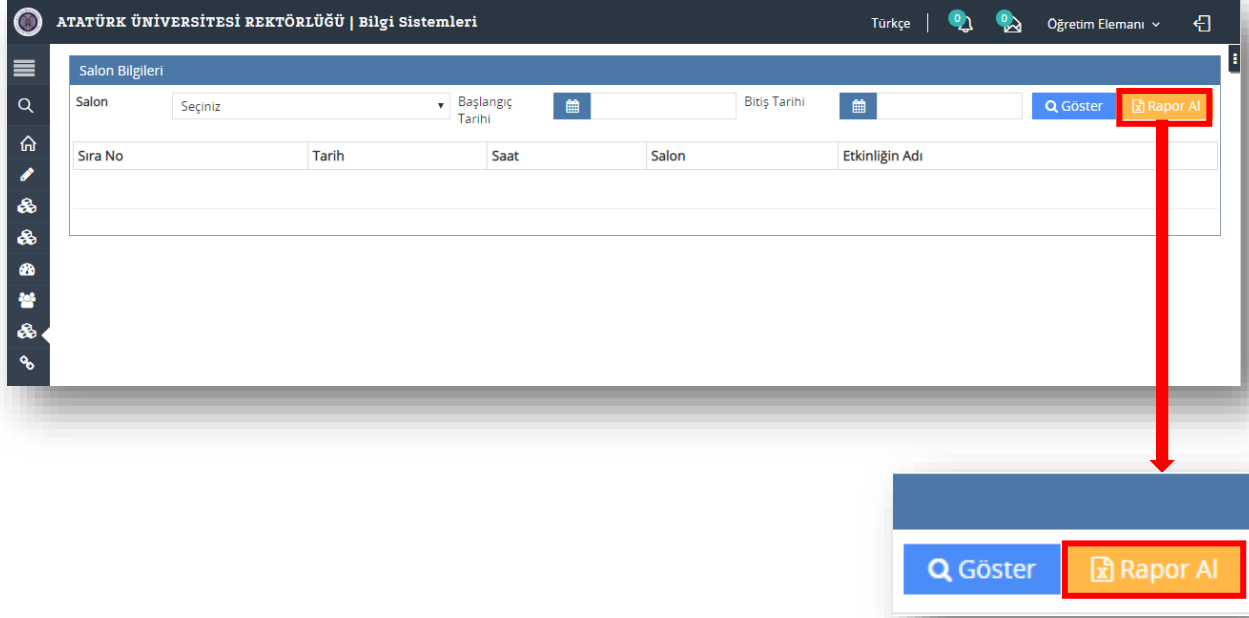 ATATÜRK ÜNİVERSİTESİ REKTÖRLÜĞÜ | Bilgi Sistemleri
Türkçe
0
0
Öğretim Elemanı
Salon Bilgileri
Salon
Seçiniz
Başlangıç
Tarihi
Bitiş Tarihi
Göster
Rapor Al
Sıra No
Tarih
Saat
Salon
Etkinliğin Adı
Göster
Rapor Al